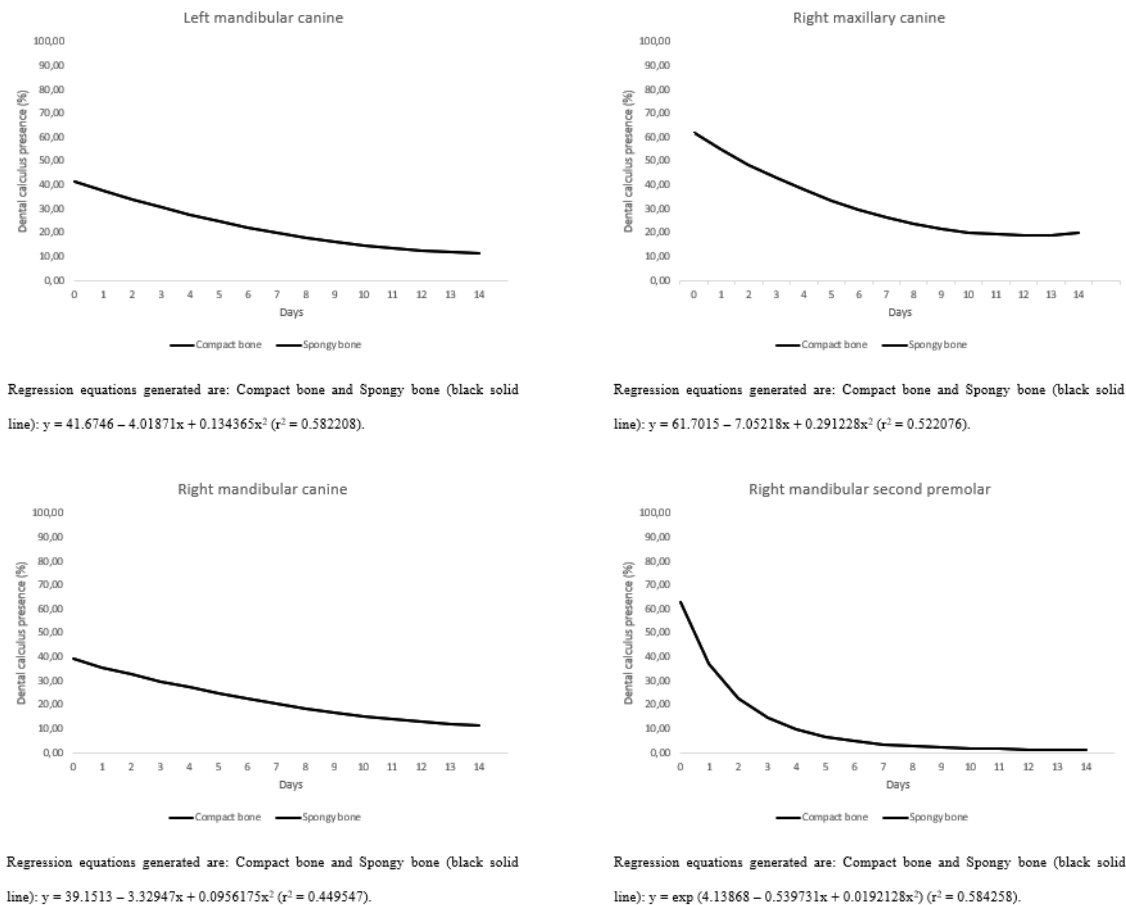 Left mandibular canine
100,00
90,00
80,00
70,00
60,00
50,00
40,00
30,00
20,00
10,00
0,00
Dental calculus presence (%)
0 1 2 3 4 5 6 7 8 9 10 11 12 13 14
Days
Compact bone Spongy bone
Regression equations generated are: Compact bone and Spongy bone (black solid
line): y = 41.6746 – 4.01871x + 0.134365x² (r² = 0.582208).
Right maxillary canine
100,00
90,00
80,00
70,00
60,00
50,00
40,00
30,00
20,00
10,00
0,00
Dental calculus presence (%)
0 1 2 3 4 5 6 7 8 9 10 11 12 13 14
Days
Compact bone Spongy bone
Regression equations generated are: Compact bone and Spongy bone (black solid
line): y = 61.7015 – 7.05218x + 0.291228x² (r² = 0.522076).
Right mandibular canine
100,00
90,00
80,00
70,00
60,00
50,00
40,00
30,00
20,00
10,00
0,00
Dental calculus presence (%)
0 1 2 3 4 5 6 7 8 9 10 11 12 13 14
Days
Compact bone Spongy bone
Regression equations generated are: Compact bone and Spongy bone (black solid
line): y = 39.1513 – 3.32947x + 0.0956175x² (r² = 0.449547).
Right mandibular second premolar
100,00
90,00
80,00
70,00
60,00
50,00
40,00
30,00
20,00
10,00
0,00
Dental calculus presence (%)
0 1 2 3 4 5 6 7 8 9 10 11 12 13 14
Days
Compact bone Spongy bone
Regression equations generated are: Compact bone and Spongy bone (black solid
line): y = exp (4.13868 – 0.539731x + 0.0192128x²) (r² = 0.584258).